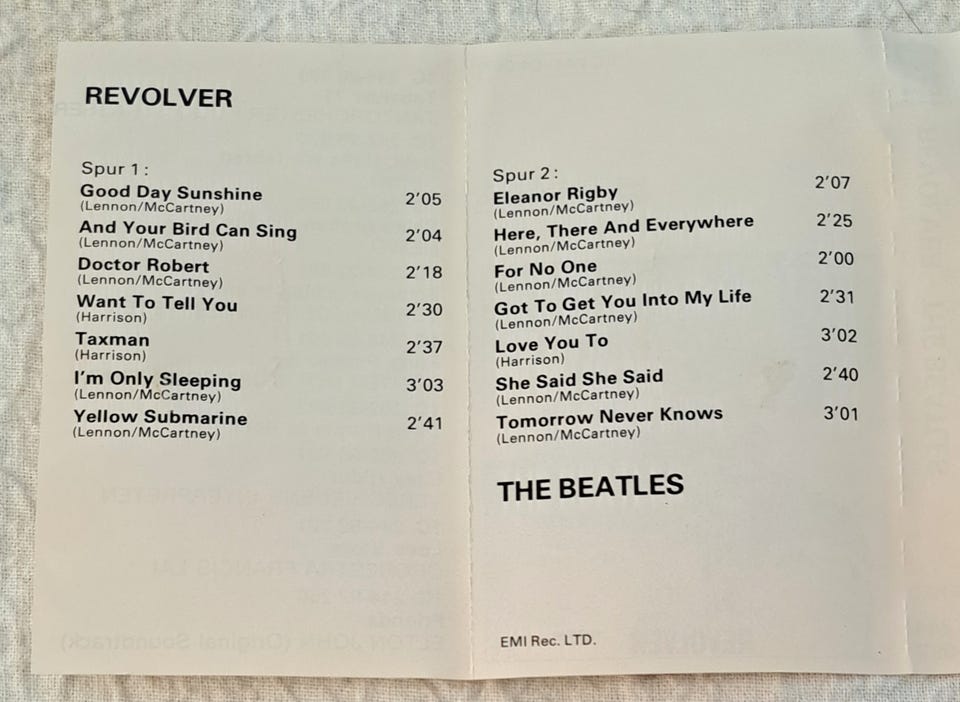 REVOLVER
Spur 1:
Good Day Sunshine 2'05
(Lennon/McCartney)
And Your Bird Can Sing 2'04
(Lennon/McCartney)
Doctor Robert 2'18
(Lennon/McCartney)
Want To Tell You 2'30
(Harrison)
Taxman 2'37
(Harrison)
I'm Only Sleeping 3'03
(Lennon/McCartney)
Yellow Submarine 2'41
(Lennon/McCartney)
Spur 2:
Eleanor Rigby 2'07
(Lennon/McCartney)
Here, There And Everywhere 2'25
(Lennon/McCartney)
For No One 2'00
(Lennon/McCartney)
Got To Get You Into My Life 2'31
(Lennon/McCartney)
Love You To 3'02
(Harrison)
She Said She Said 2'40
(Lennon/McCartney)
Tomorrow Never Knows 3'01
(Lennon/McCartney)
THE BEATLES
EMI Rec. LTD.